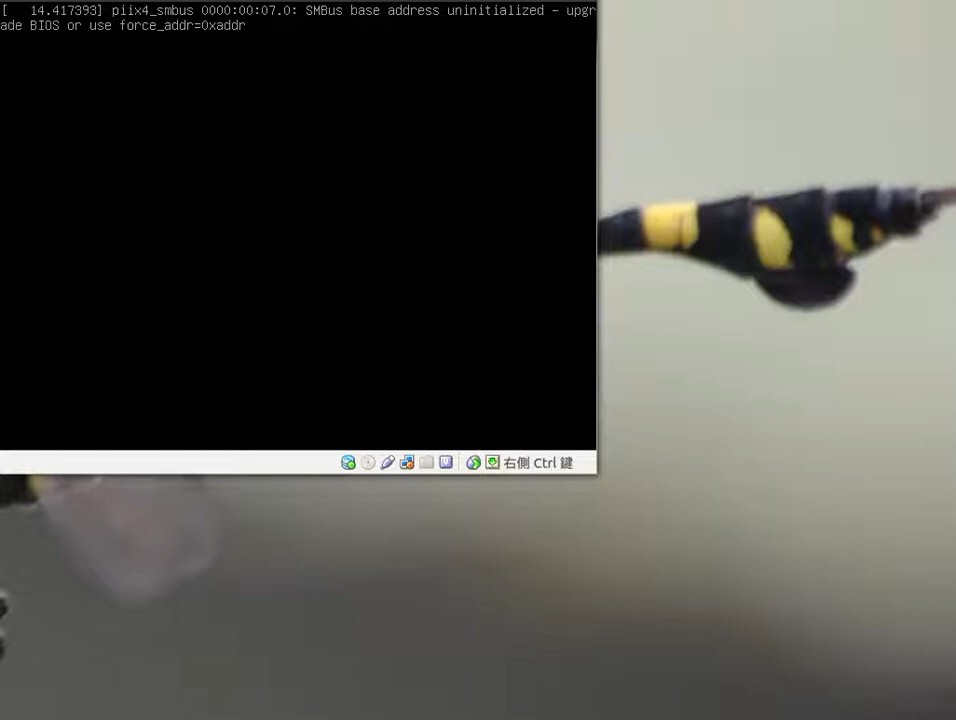 [   14.417393] piix4_smbus 0000:00:07.0: SMBus base address uninitialized - upgr
ade BIOS or use force_addr=0xaddr
右側 Ctrl 鍵